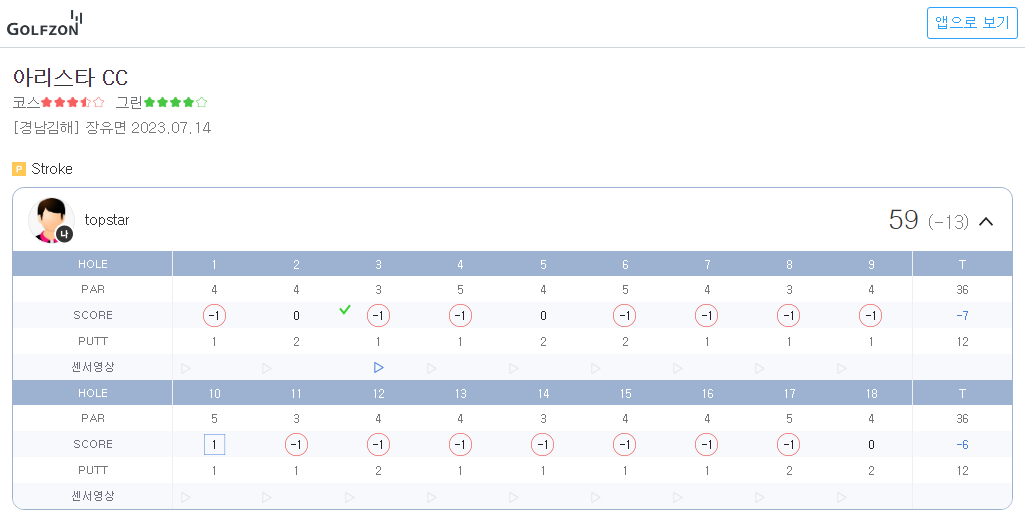 GOLFZON
앱으로 보기
아리스타 CC
코스 그린
[경남김해] 장유면 2023.07.14
P Stroke
나
topstar 59 (-13)
HOLE 1 2 3 4 5 6 7 8 9 T
PAR 4 4 3 5 4 5 4 3 4 36
SCORE -1 0 -1 -1 0 -1 -1 -1 -1 -7
PUTT 1 2 1 1 2 2 1 1 1 12
센서영상
HOLE 10 11 12 13 14 15 16 17 18 T
PAR 5 3 4 4 3 4 4 5 4 36
SCORE 1 -1 -1 -1 -1 -1 -1 -1 0 -6
PUTT 1 1 2 1 1 1 1 2 2 12
센서영상